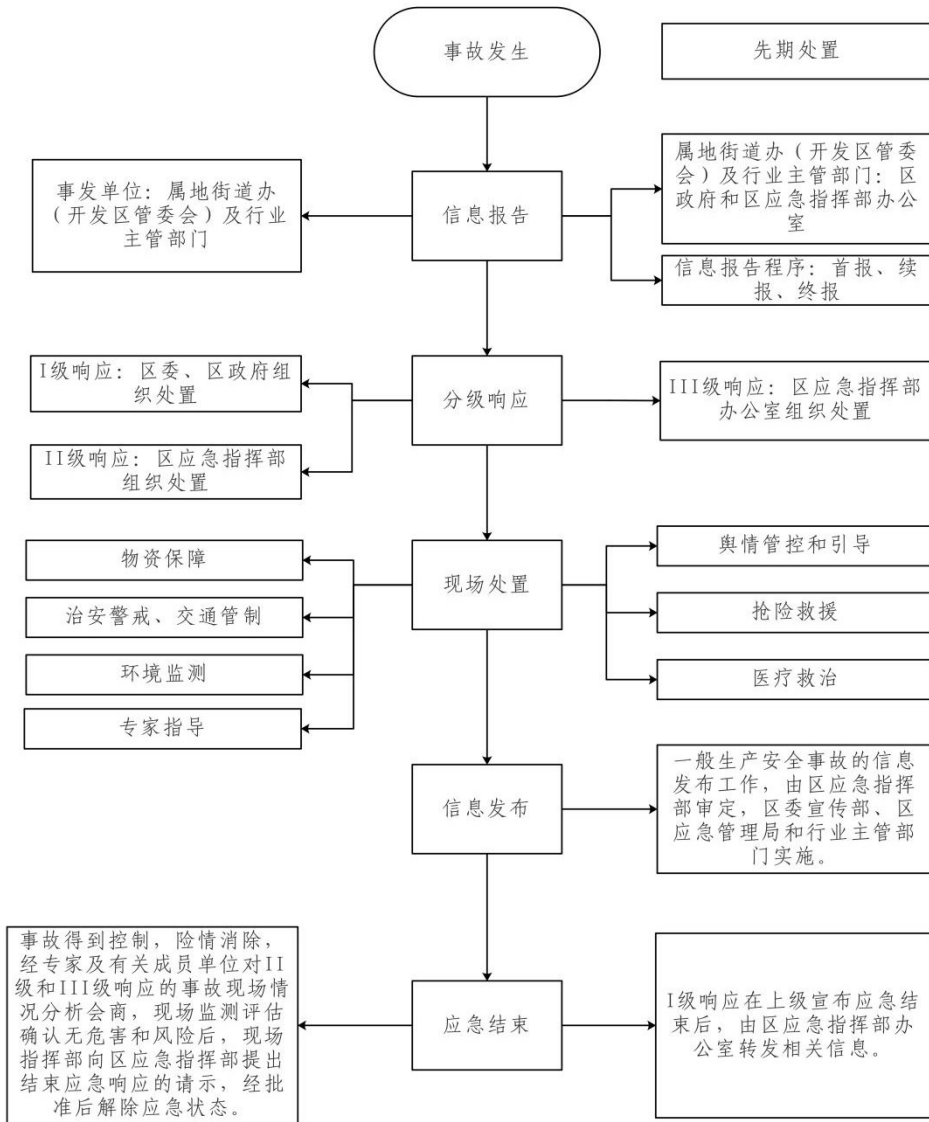 事故发生
先期处置
事发单位：属地街道办
（开发区管委会）及行业
主管部门
信息报告
属地街道办（开发区管委
会）及行业主管部门：区
政府和区应急指挥部办公
室
信息报告程序：首报、续
报、终报
I级响应：区委、区政府组
织处置
II级响应：区应急指挥部
组织处置
分级响应
III级响应：区应急指挥部
办公室组织处置
物资保障
治安警戒、交通管制
环境监测
专家指导
现场处置
舆情管控和引导
抢险救援
医疗救治
信息发布
一般生产安全事故的信息
发布工作，由区应急指挥
部审定，区委宣传部、区
应急管理局和行业主管部
门实施。
事故得到控制，险情消除，
经专家及有关成员单位对II
级和III级响应的事故现场情
况分析会商，现场监测评估
确认无危害和风险后，现场
指挥部向区应急指挥部提出
结束应急响应的请示，经批
准后解除应急状态。
应急结束
I级响应在上级宣布应急结
束后，由区应急指挥部办
公室转发相关信息。